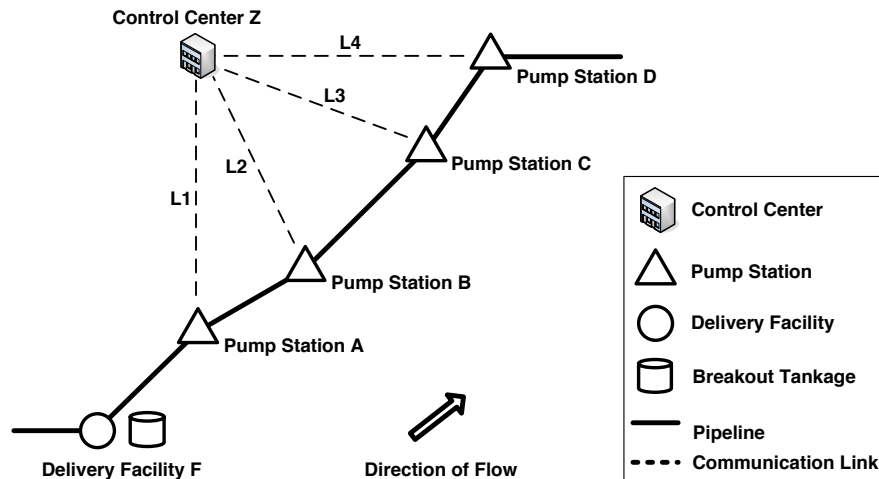 Control Center Z
L4
Pump Station D
L3
Pump Station C
L2
L1
Pump Station B
Pump Station A
Delivery Facility F
Direction of Flow
Control Center
Pump Station
Delivery Facility
Breakout Tankage
Pipeline
Communication Link